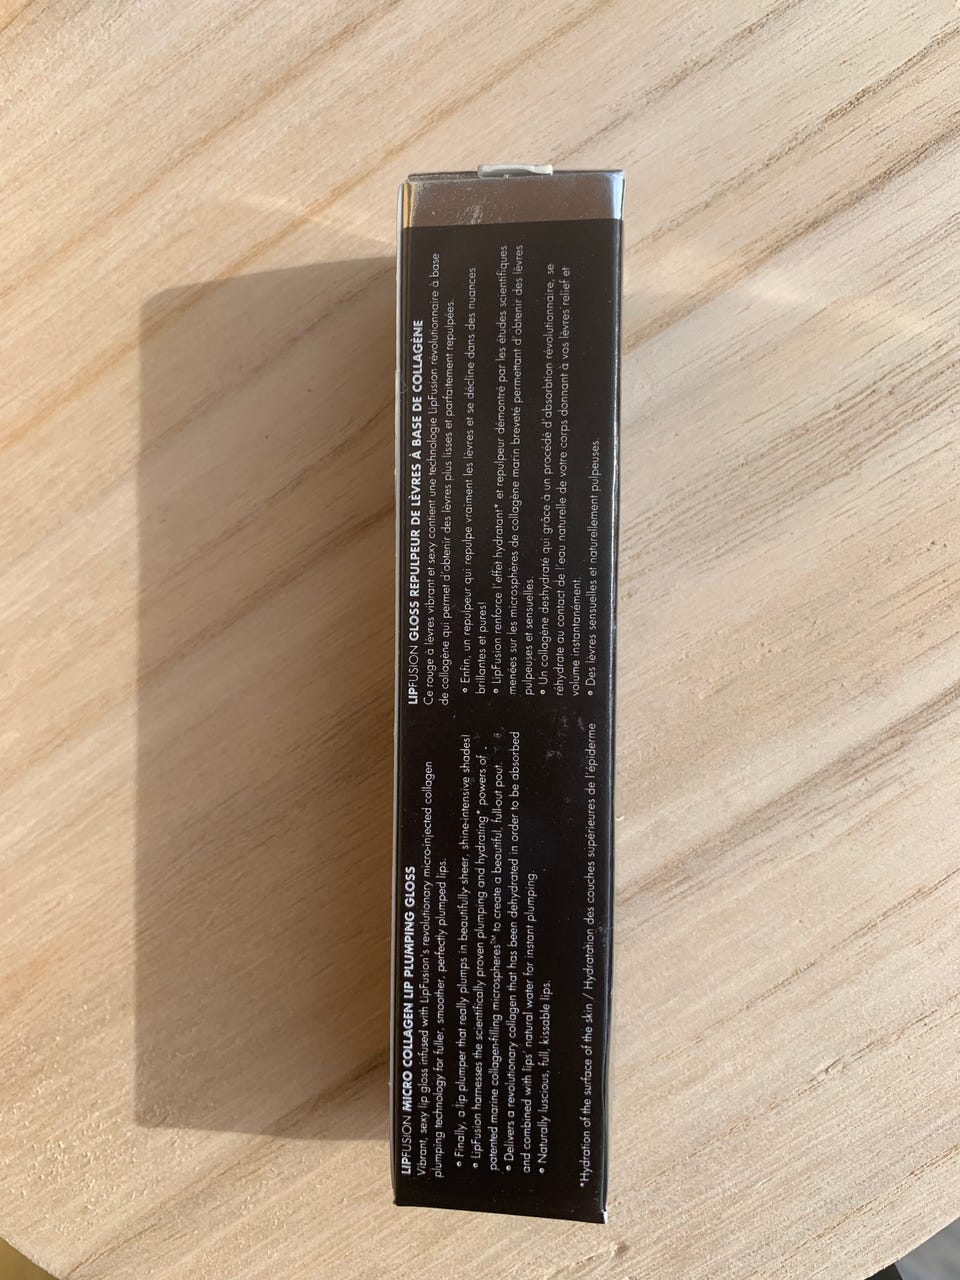 LIPFUSION MICRO COLLAGEN LIP PLUMPING GLOSS
Vibrant, sexy lip gloss infused with LipFusion's revolutionary micro-injected collagen
plumping technology for fuller, smoother, perfectly plumped lips.
• Finally, a lip plumper that really plumps in beautifully sheer, shine-intensive shades!
• LipFusion harnesses the scientifically proven plumping and hydrating* powers of
patented marine collagen-filling microspheres™ to create a beautiful, full-out pout.
• Delivers a revolutionary collagen that has been dehydrated in order to be absorbed
and combined with lips' natural water for instant plumping.
• Naturally luscious, full, kissable lips.
LIPFUSION GLOSS REPULPEUR DE LÈVRES À BASE DE COLLAGÈNE
Ce rouge à lèvres vibrant et sexy contient une technologie LipFusion révolutionnaire à base
de collagène qui permet d'obtenir des lèvres plus lisses et parfaitement repulpées.
• Enfin, un repulpeur qui repulpe vraiment les lèvres et se décline dans des nuances
brillantes et pures!
• LipFusion renforce l'effet hydratant* et repulpeur démontré par les études scientifiques
menées sur les microsphères de collagène marin breveté permettant d'obtenir des lèvres
pulpeuses et sensuelles.
• Un collagène deshydraté qui grâce à un procédé d'absorbtion révolutionnaire, se
réhydrate au contact de l'eau naturelle de votre corps donnant à vos lèvres relief et
volume instantanément.
• Des lèvres sensuelles et naturellement pulpeuses.
*Hydration of the surface of the skin / Hydratation des couches supérieures de l'épiderme